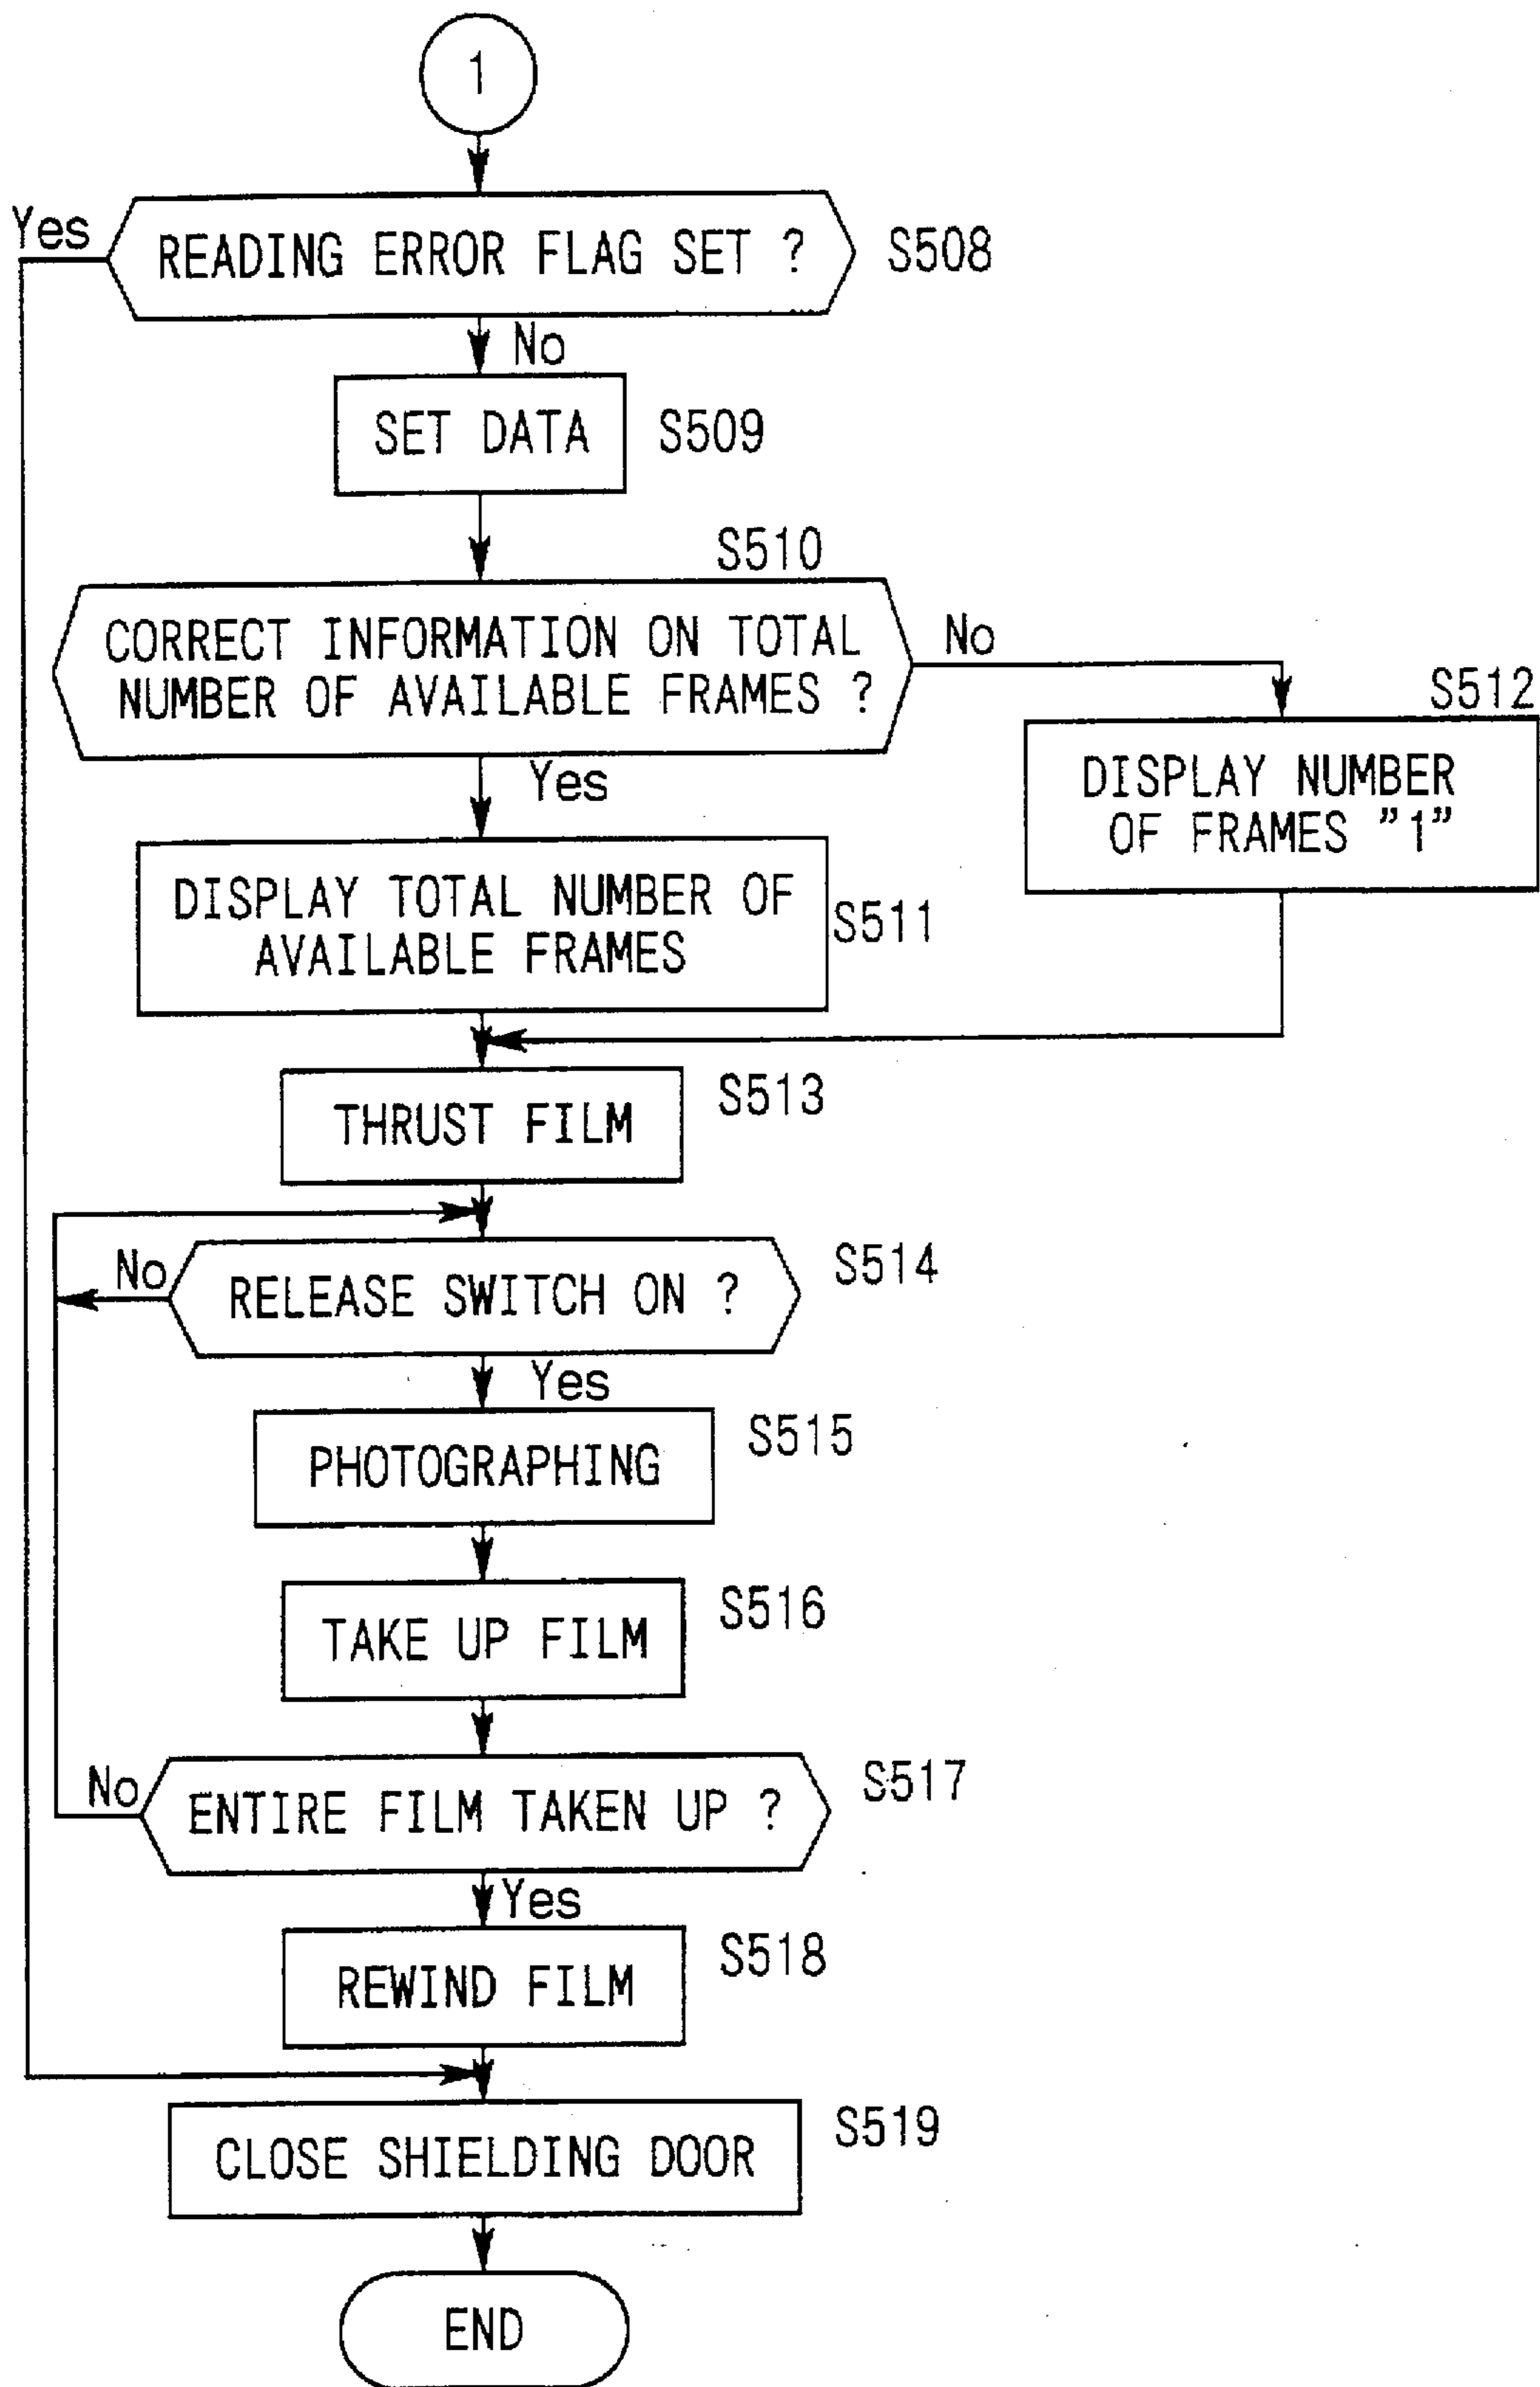 1
Yes
READING ERROR FLAG SET ?
S508
No
SET DATA
S509
S510
CORRECT INFORMATION ON TOTAL
NUMBER OF AVAILABLE FRAMES ?
No
Yes
S512
DISPLAY NUMBER
OF FRAMES "1"
DISPLAY TOTAL NUMBER OF
AVAILABLE FRAMES
S511
THRUST FILM
S513
No
RELEASE SWITCH ON ?
S514
Yes
PHOTOGRAPHING
S515
TAKE UP FILM
S516
No
ENTIRE FILM TAKEN UP ?
S517
Yes
REWIND FILM
S518
CLOSE SHIELDING DOOR
S519
END